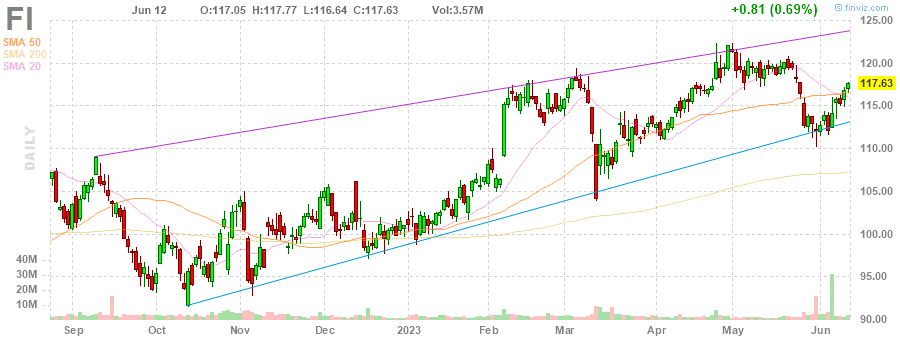 FI Jun 12 O:117.05 H:117.77 L:116.64 C:117.63 Vol:3.57M +0.81 (0.69%) © finviz.com
SMA 50
SMA 200
SMA 20
DAILY
125.00
120.00
117.63
115.00
110.00
105.00
100.00
95.00
90.00
40M
30M
20M
10M
Sep Oct Nov Dec 2023 Feb Mar Apr May Jun